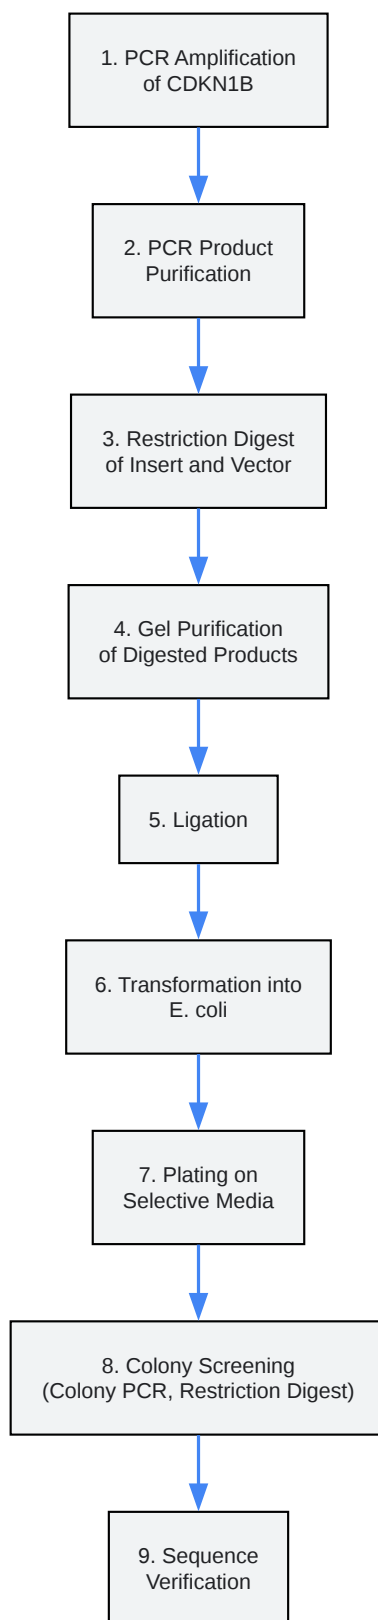 1. PCR Amplification
of CDKN1B
2. PCR Product
Purification
3. Restriction Digest
of Insert and Vector
4. Gel Purification
of Digested Products
5. Ligation
6. Transformation into
E. coli
7. Plating on
Selective Media
8. Colony Screening
(Colony PCR, Restriction Digest)
9. Sequence
Verification